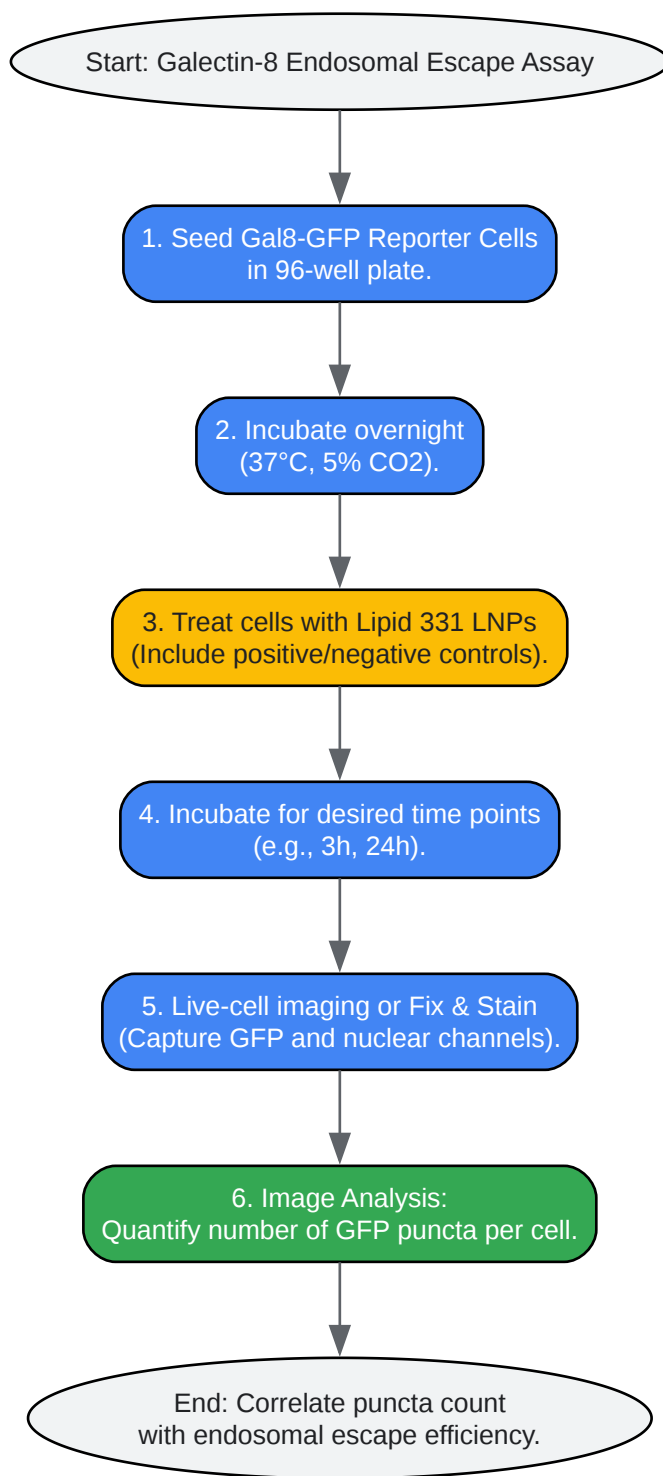 Start: Galectin-8 Endosomal Escape Assay
1. Seed Gal8-GFP Reporter Cells
in 96-well plate.
2. Incubate overnight
(37°C, 5% CO2).
3. Treat cells with Lipid 331 LNPs
(Include positive/negative controls).
4. Incubate for desired time points
(e.g., 3h, 24h).
5. Live-cell imaging or Fix & Stain
(Capture GFP and nuclear channels).
6. Image Analysis:
Quantify number of GFP puncta per cell.
End: Correlate puncta count
with endosomal escape efficiency.